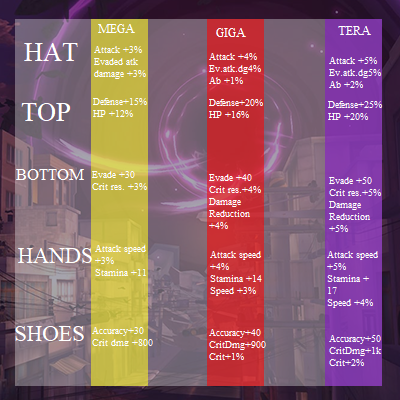 MEGA
GIGA
TERA
HAT
Attack +3%
Evaded atk
damage +3%
Attack +4%
Ev.atk.dg4%
Ab +1%
Attack +5%
Ev.atk.dg5%
Ab +2%
TOP
Defense+15%
HP +12%
Defense+20%
HP +16%
Defense+25%
HP +20%
BOTTOM
Evade +30
Crit res. +3%
Evade +40
Crit res.+4%
Damage
Reduction
+4%
Evade +50
Crit res.+5%
Damage
Reduction
+5%
HANDS
Attack speed
+3%
Stamina +11
Attack speed
+4%
Stamina +14
Speed +3%
Attack speed
+5%
Stamina +
17
Speed +4%
SHOES
Accuracy+30
Crit dmg +800
Accuracy+40
CritDmg+900
Crit+1%
Accuracy+50
CritDmg+1k
Crit+2%